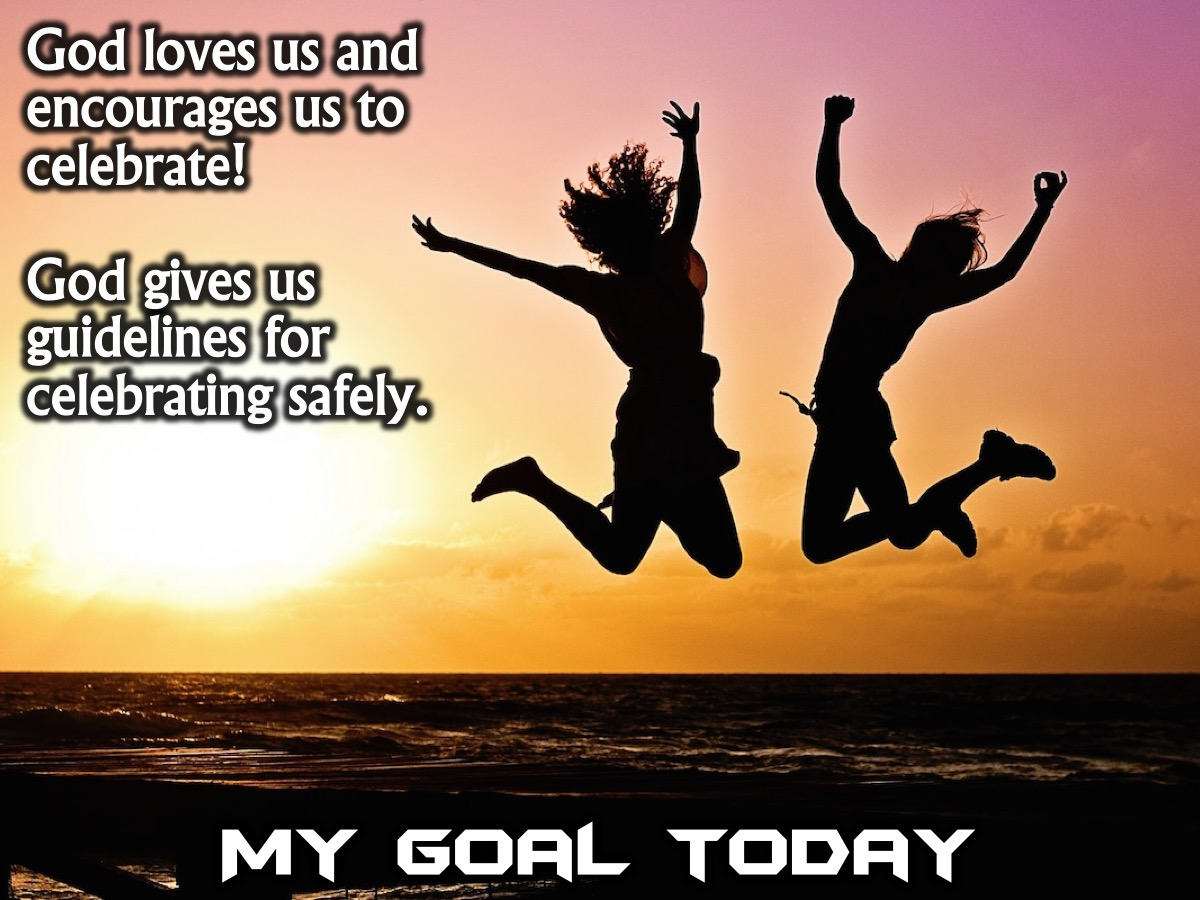 God loves us and
encourages us to
celebrate!
God gives us
guidelines for
celebrating safely.
MY GOAL TODAY